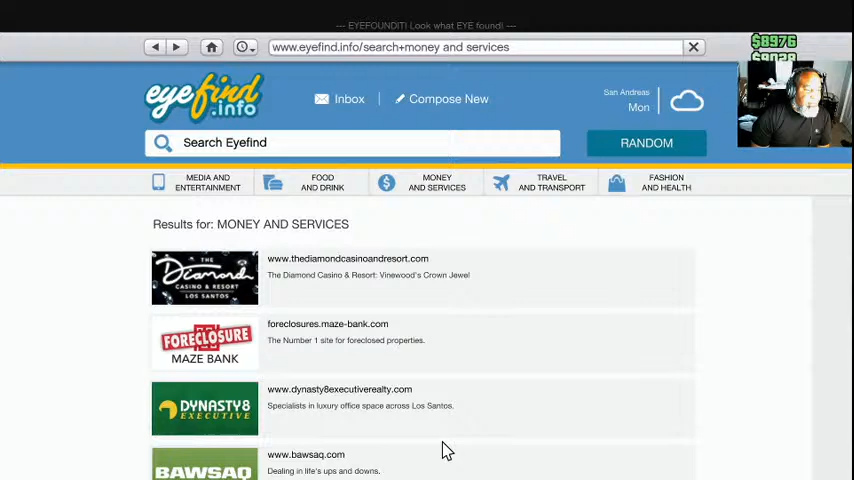 --- EYEFOUNDIT! Look what EYE found! ---
www.eyefind.info/search+money and services
$8976
eyefind
.info
Inbox
Compose New
San Andreas
Mon
Search Eyefind
RANDOM
MEDIA AND
ENTERTAINMENT
FOOD
AND DRINK
MONEY
AND SERVICES
TRAVEL
AND TRANSPORT
FASHION
AND HEALTH
Results for: MONEY AND SERVICES
THE
Diamond
CASINO & RESORT
LOS SANTOS
www.thediamondcasinoandresort.com
The Diamond Casino & Resort: Vinewood's Crown Jewel
FORECLOSURE
MAZE BANK
foreclosures.maze-bank.com
The Number 1 site for foreclosed properties.
DYNASTY8
EXECUTIVE
www.dynasty8executiverealty.com
Specialists in luxury office space across Los Santos.
BAWSAQ
www.bawsaq.com
Dealing in life's ups and downs.